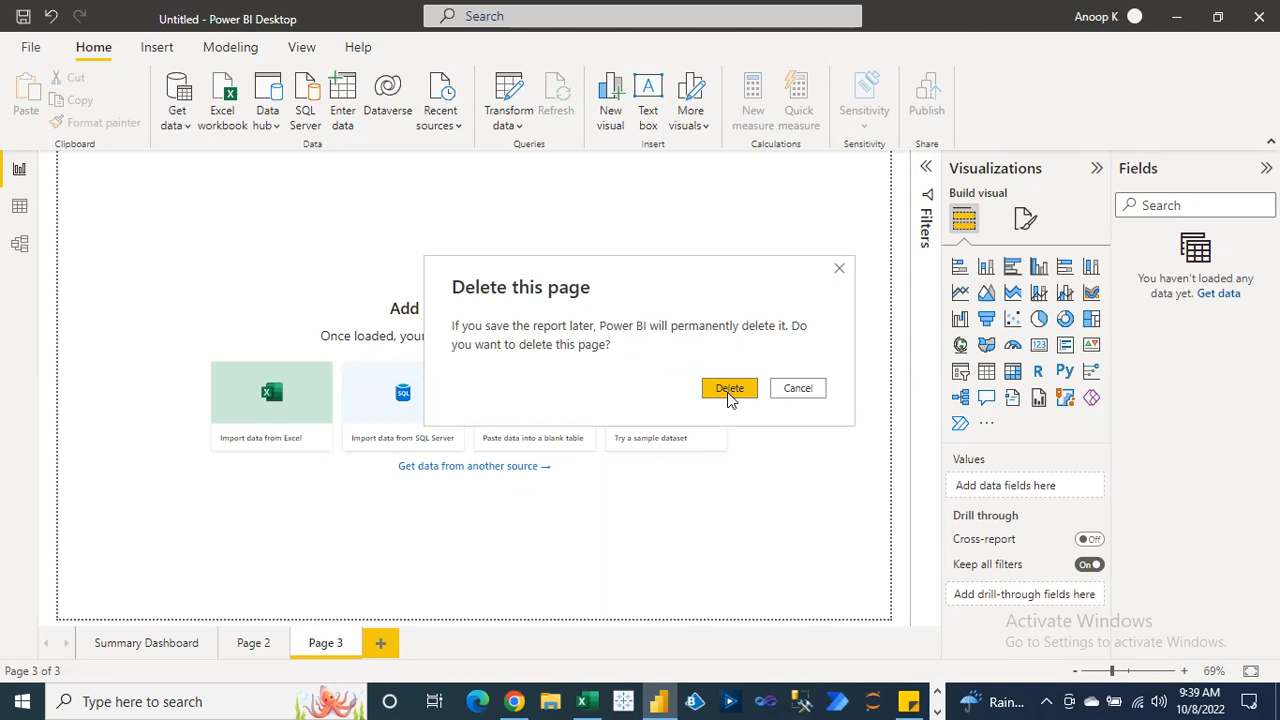 Untitled - Power BI Desktop
Search
Anoop K
File
Home
Insert
Modeling
View
Help
Paste
Cut
Copy
Format painter
Clipboard
Get data
Excel workbook
Data hub
SQL Server
Enter data
Dataverse
Recent sources
Data
Transform data
Refresh
Queries
New visual
Text box
More visuals
Insert
New measure
Quick measure
Calculations
Sensitivity
Sensitivity
Publish
Share
Add
Once loaded, your
Import data from Excel
SQL
Import data from SQL Server
Paste data into a blank table
Try a sample dataset
Get data from another source →
Delete this page
If you save the report later, Power BI will permanently delete it. Do
you want to delete this page?
Delete
Cancel
Filters
Visualizations
Build visual
123
R
Py
Values
Add data fields here
Drill through
Cross-report
Off
Keep all filters
On
Add drill-through fields here
Fields
Search
You haven't loaded any
data yet. Get data
Activate Windows
Go to Settings to activate Windows.
Summary Dashboard
Page 2
Page 3
+
Page 3 of 3
- + 69%
Type here to search
Rain...
9:39 AM
10/8/2022